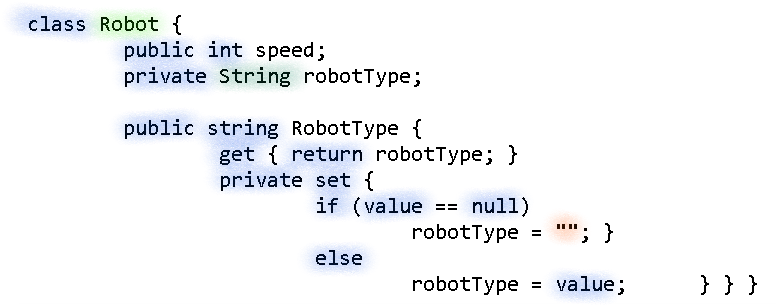 class Robot {
public int speed;
private String robotType;
public string RobotType {
get { return robotType; }
private set {
if (value == null)
robotType = ""; }
else
robotType = value; } } }